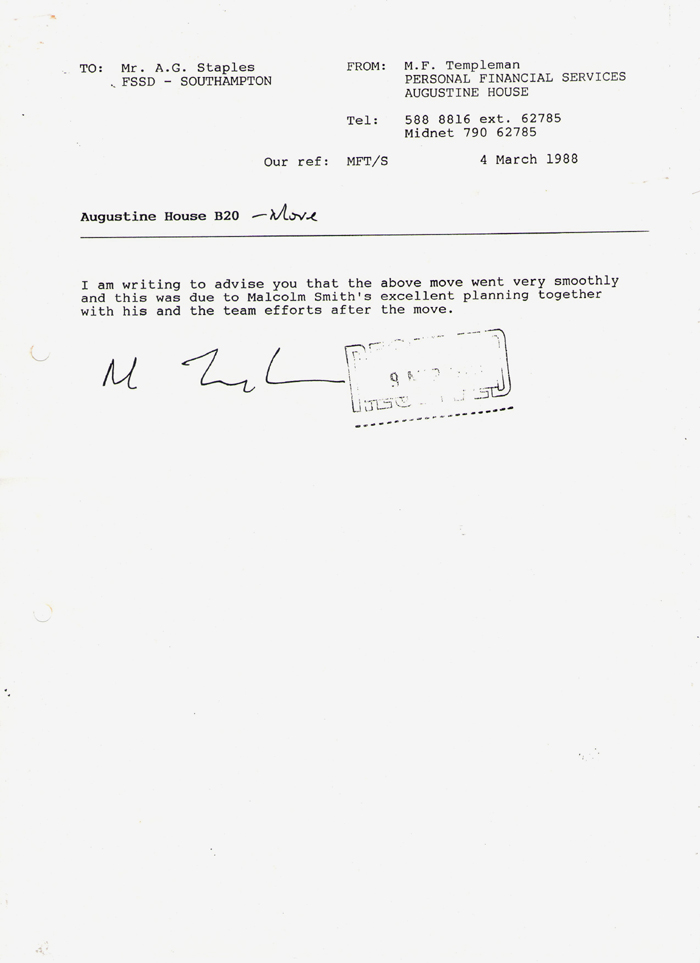 TO: Mr. A.G. Staples
FSSD - SOUTHAMPTON
FROM: M.F. Templeman
PERSONAL FINANCIAL SERVICES
AUGUSTINE HOUSE
Tel: 588 8816 ext. 62785
Midnet 790 62785
Our ref: MFT/S 4 March 1988
Augustine House B20 - Move
I am writing to advise you that the above move went very smoothly
and this was due to Malcolm Smith's excellent planning together
with his and the team efforts after the move.
M
9